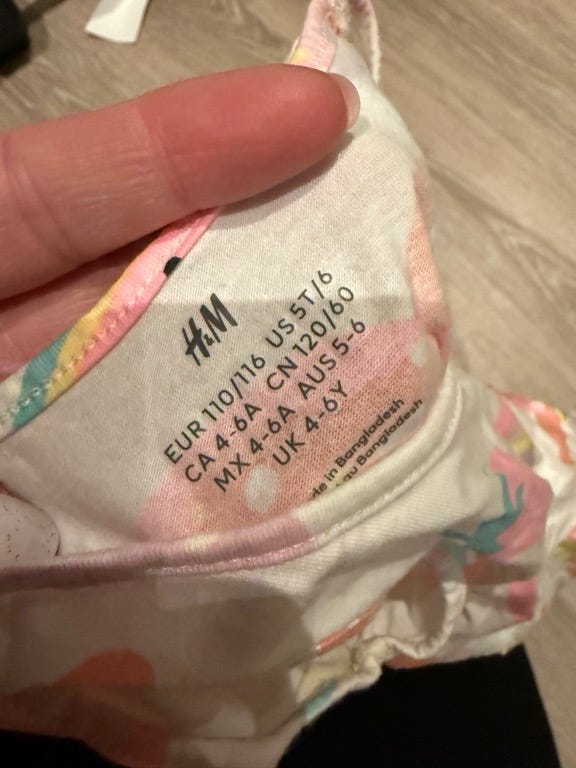 H&M
EUR 110/116 US 5T/6
CA 4-6A CN 120/60
MX 4-6A AUS 5-6
UK 4-6Y
in Bangladesh
au Bangladesh